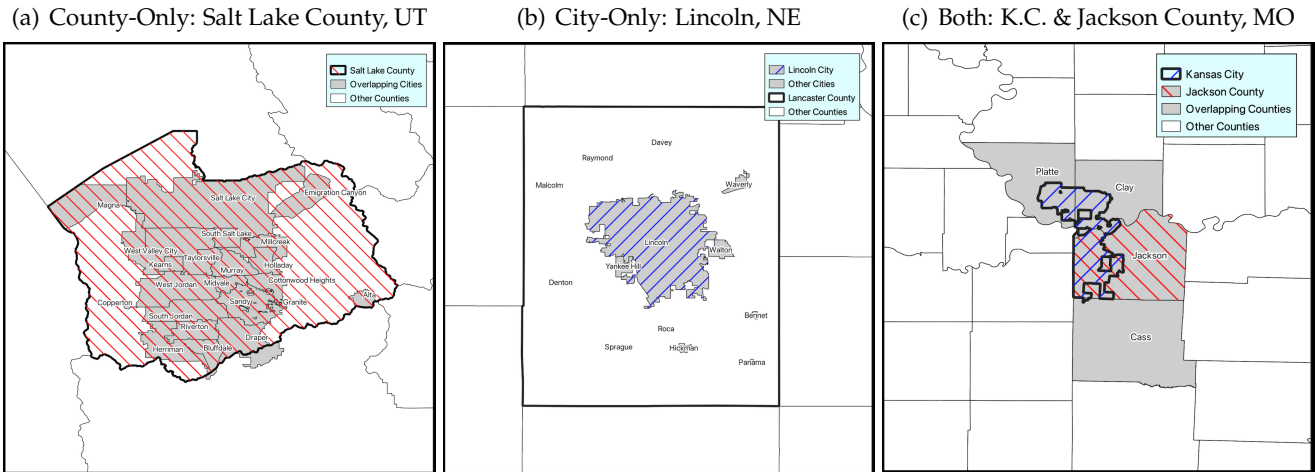 (a) County-Only: Salt Lake County, UT
Salt Lake County
Overlapping Cities
Other Counties
Magna
Salt Lake City
Emigration Canyon
South Salt Lake
Millcreek
West Valley City
Kearns
Taylorsville
Holladay
Murray
Cottonwood Heights
West Jordan
Midvale
Copperton
Sandy
Granite
Alta
South Jordan
Riverton
Draper
Herriman
Bluffdale
(b) City-Only: Lincoln, NE
Lincoln City
Other Cities
Lancaster County
Other Counties
Davey
Raymond
Malcolm
Waverly
Lincoln
Walton
Yankee Hill
Denton
Bennet
Roca
Sprague
Hickman
Panama
(c) Both: K.C. & Jackson County, MO
Kansas City
Jackson County
Overlapping Counties
Other Counties
Platte
Clay
Jackson
Cass